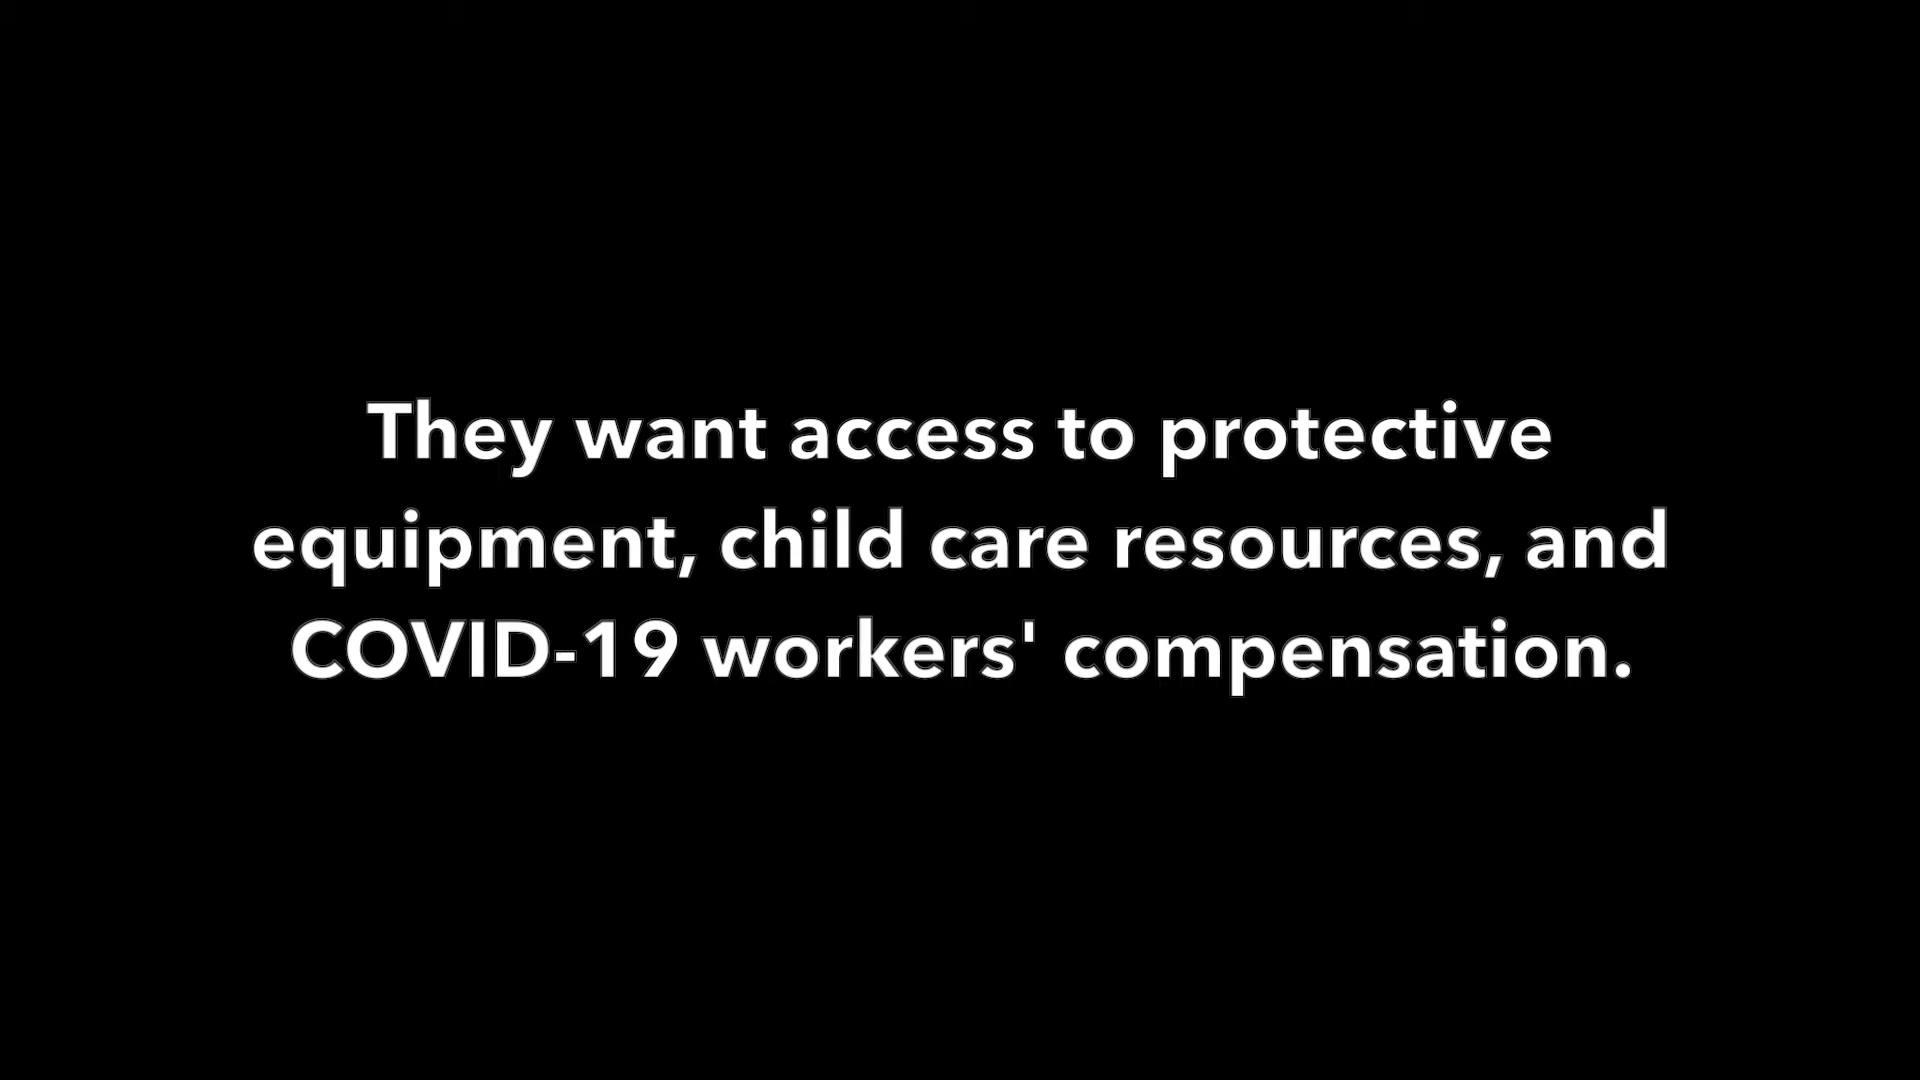 They want access to protective
equipment, child care resources, and
COVID-19 workers' compensation.